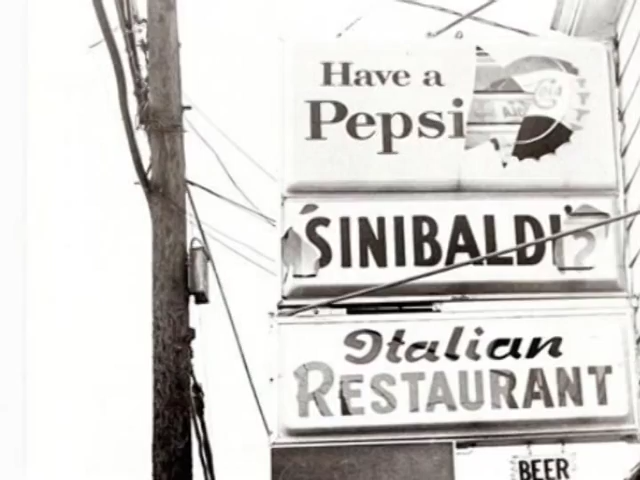 Have a
Pepsi
SINIBALDI'S
Italian
RESTAURANT
BEER